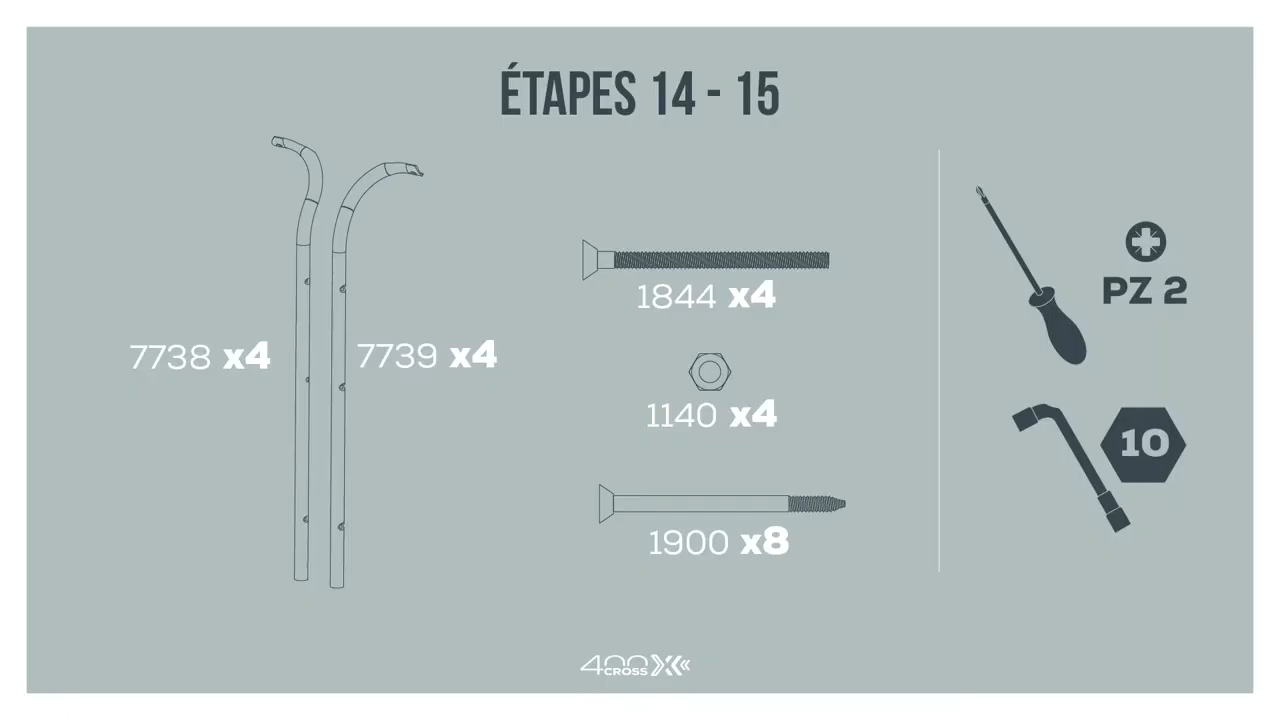 ÉTAPES 14 - 15
7738 x4
7739 x4
1844 x4
1140 x4
1900 x8
PZ 2
10
400 CROSS